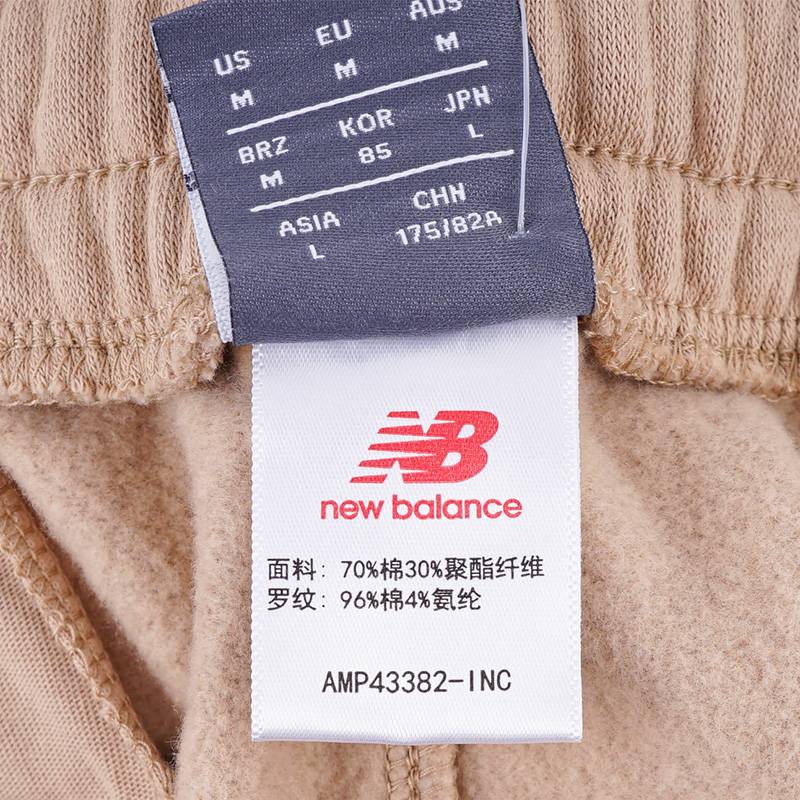 US EU AUS
M M M
BRZ KOR JPN
M 85 L
ASIA CHN
L 175/82A
NB
new balance
面料: 70%棉30%聚酯纤维
罗纹: 96%棉4%氨纶
AMP43382-INC